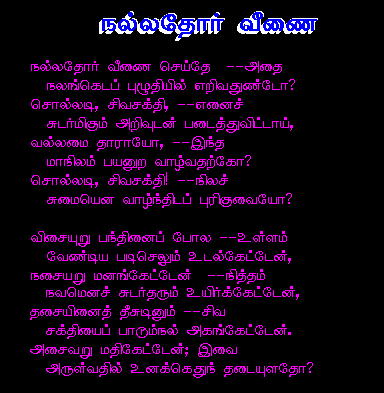 நல்லதோர் வீணை
நல்லதோர் வீணை செய்தே --அதை
நலங்கெடப் புழுதியில் எறிவதுண்டோ?
சொல்லடி, சிவசக்தி, --எனைச்
சுடர்மிகும் அறிவுடன் படைத்துவிட்டாய்,
வல்லமை தாராயோ, --இந்த
மாநிலம் பயனுற வாழ்வதற்கோ?
சொல்லடி, சிவசக்தி! --நிலச்
சுமையென வாழ்ந்திடப் புரிகுவையோ?
விசையுறு பந்தினைப் போல --உள்ளம்
வேண்டிய படிசெலும் உடல்கேட்டேன்,
நசையறு மனங்கேட்டேன் --நித்தம்
நவமெனச் சுடர்தரும் உயிர்க்கேட்டேன்,
தசையினைத் தீசுடினும் --சிவ
சக்தியைப் பாடும்நல் அகங்கேட்டேன்.
அசைவறு மதிகேட்டேன்; இவை
அருள்வதில் உனக்கெதுந் தடையுளதோ?